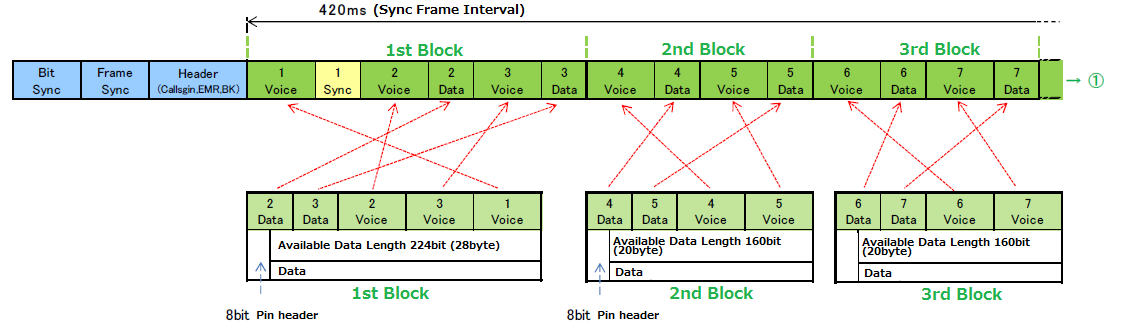 420ms (Sync Frame Interval)
1st Block
2nd Block
3rd Block
Bit
Sync
Frame
Sync
Header
(Callsgin,EMR,BK)
1
Voice
1
Sync
2
Voice
2
Data
3
Voice
3
Data
4
Voice
4
Data
5
Voice
5
Data
6
Voice
6
Data
7
Voice
7
Data
→ ①
2
Data
3
Data
2
Voice
3
Voice
1
Voice
Available Data Length 224bit (28byte)
Data
1st Block
8bit Pin header
4
Data
5
Data
4
Voice
5
Voice
Available Data Length 160bit
(20byte)
Data
2nd Block
8bit Pin header
6
Data
7
Data
6
Voice
7
Voice
Available Data Length 160bit
(20byte)
Data
3rd Block